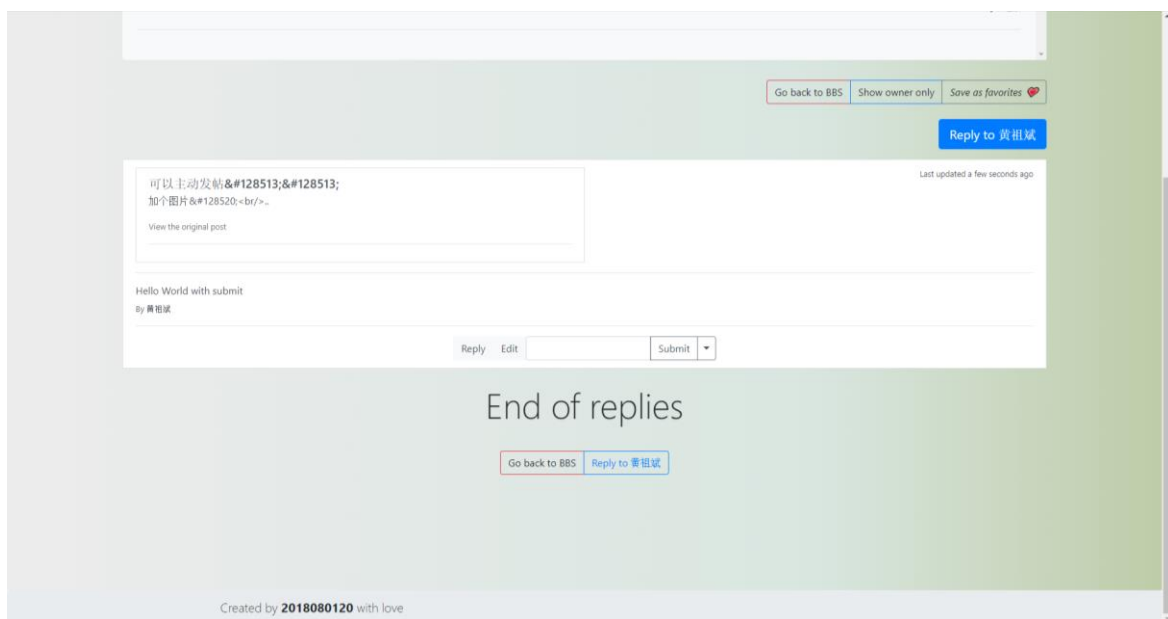 Go back to BBS Show owner only Save as favorites
Reply to 黄祖斌
可以主动发帖&#128513;&#128513;
Last updated a few seconds ago
加个图片&#128520;<br/>..
View the original post
Hello World with submit
By 黄祖斌
Reply Edit Submit
End of replies
Go back to BBS Reply to 黄祖斌
Created by 2018080120 with love